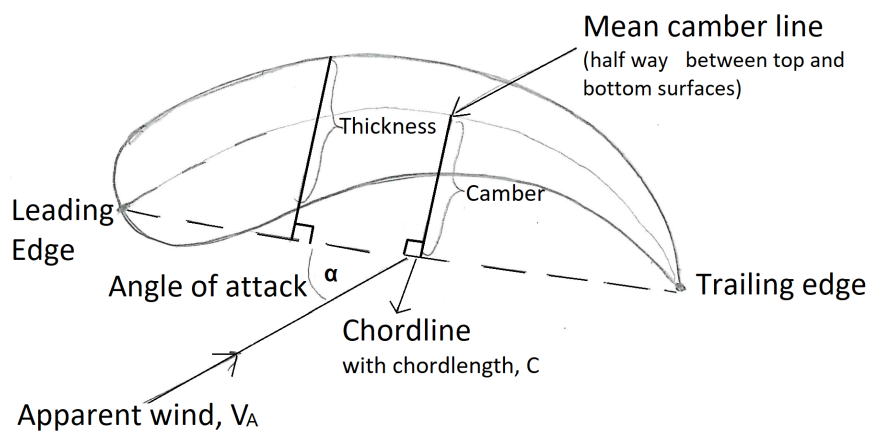 Mean camber line
(half way between top and
bottom surfaces)
Thickness
Camber
Leading
Edge
α
Angle of attack
Trailing edge
Chordline
with chordlength, C
Apparent wind, VA